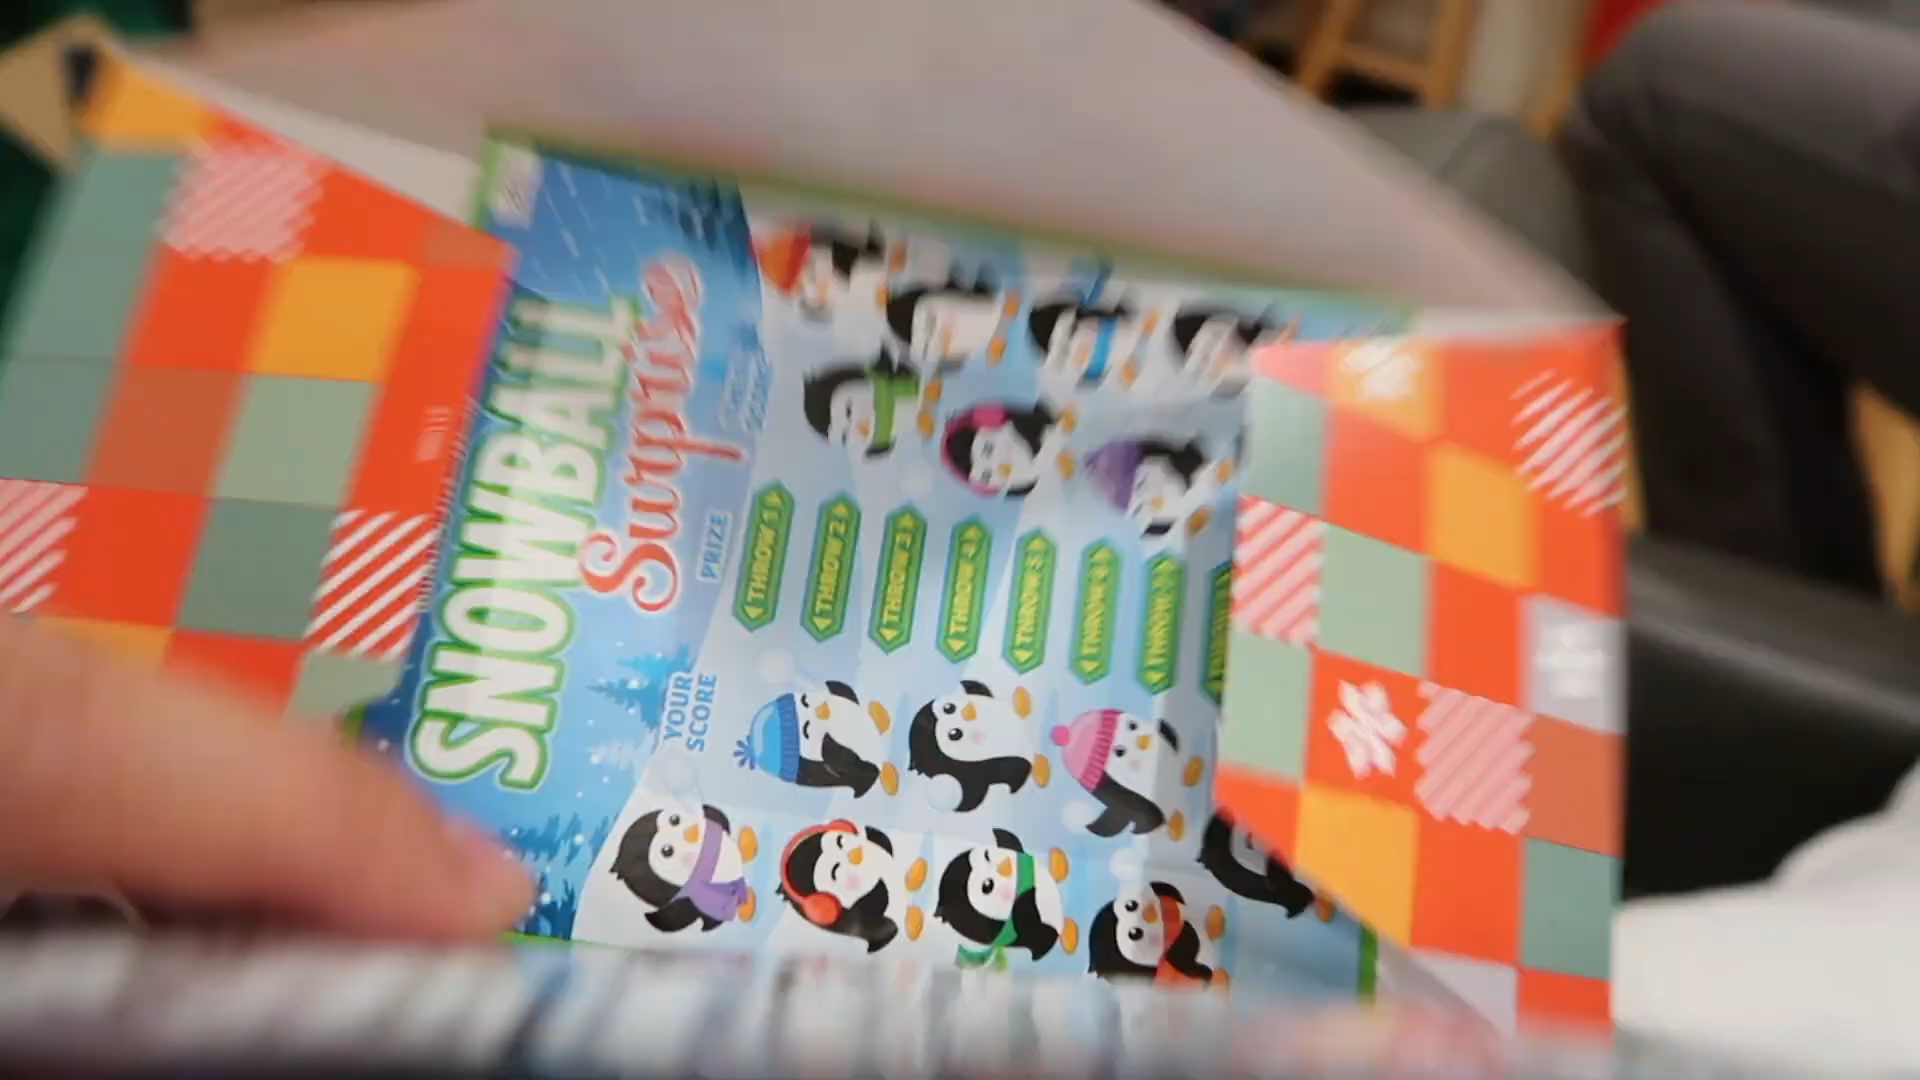 SNOWBALL
Surprise
YOUR SCORE
PRIZE
THROW 1
THROW 2
THROW 3
THROW 4
THROW 5
THROW 6
THROW 7